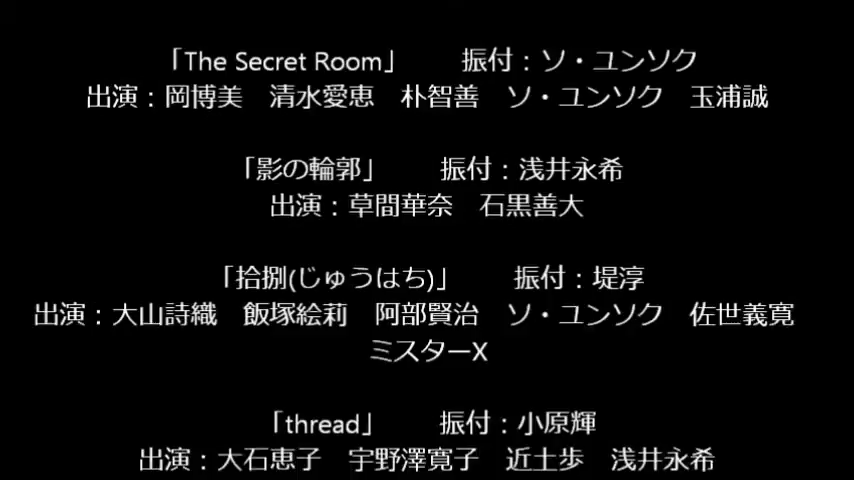 「The Secret Room」　　振付：ソ・ユンソク
出演：岡博美　清水愛恵　朴智善　ソ・ユンソク　玉浦誠
「影の輪郭」　　振付：浅井永希
出演：草間華奈　石黒善大
「拾捌(じゅうはち)」　　振付：堤淳
出演：大山詩織　飯塚絵莉　阿部賢治　ソ・ユンソク　佐世義寛
ミスターX
「thread」　　振付：小原輝
出演：大石恵子　宇野澤寛子　近土歩　浅井永希